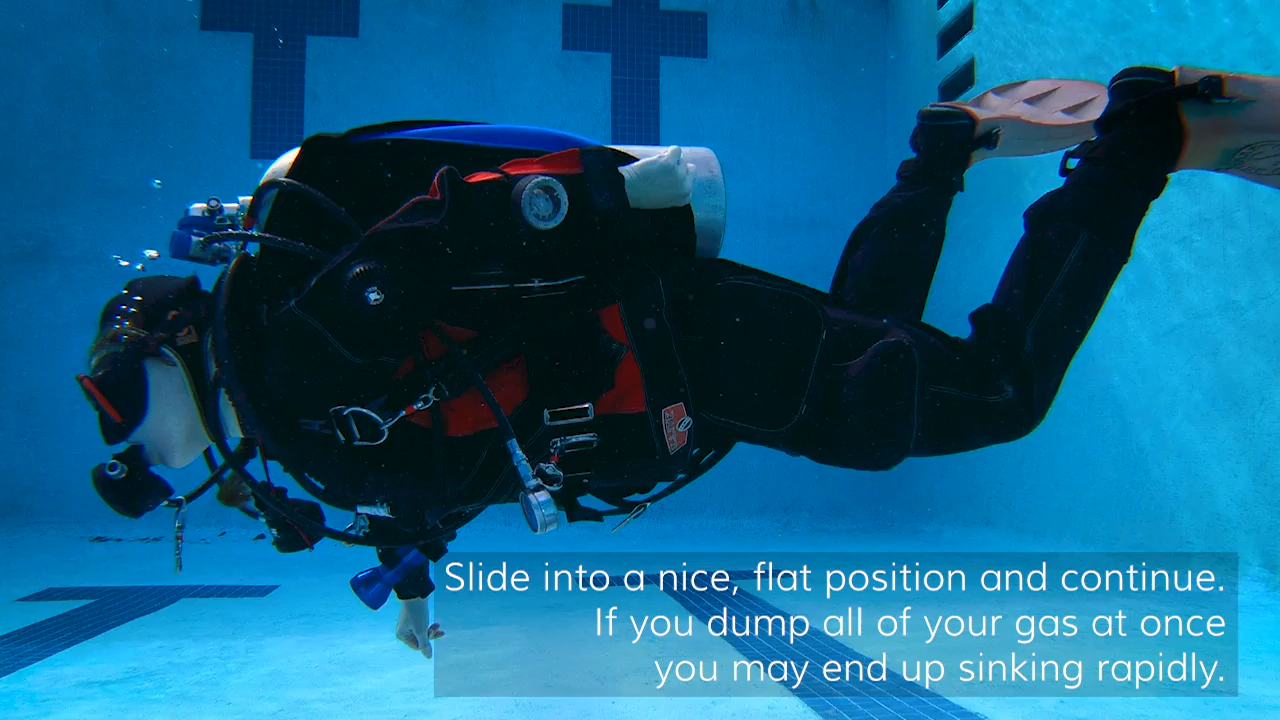 Slide into a nice, flat position and continue.
If you dump all of your gas at once
you may end up sinking rapidly.